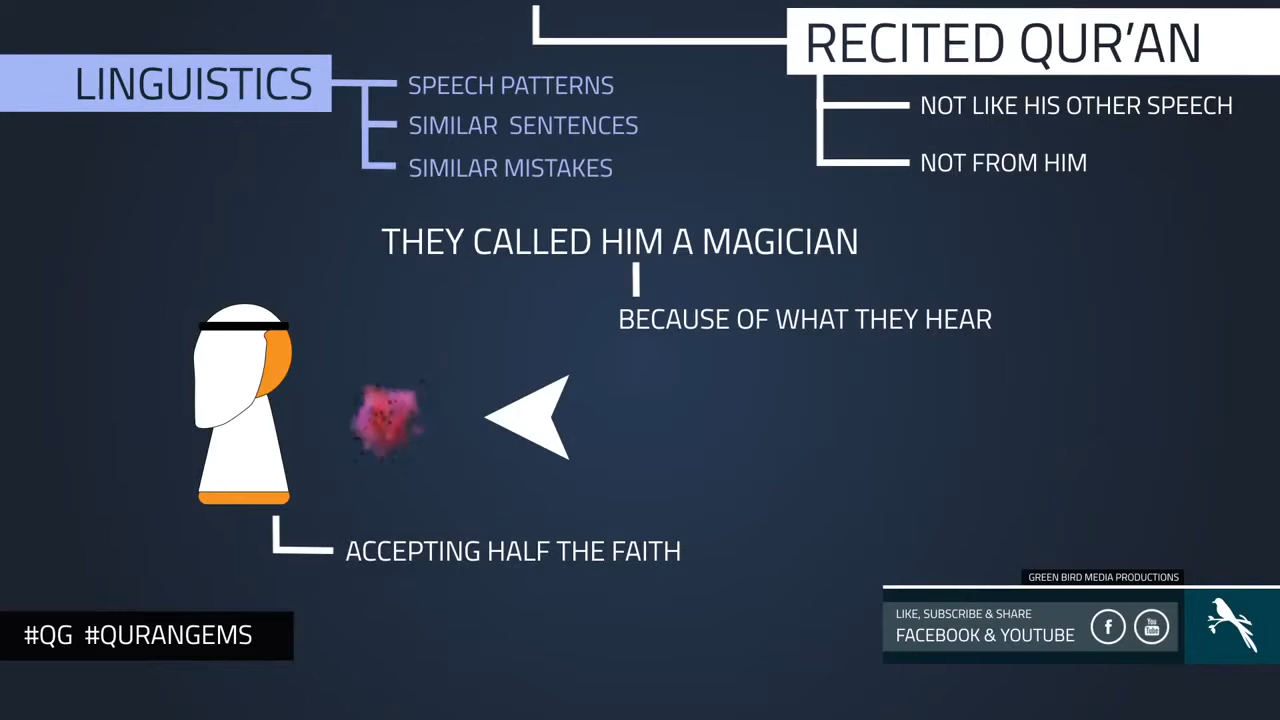 RECITED QUR'AN
LINGUISTICS
SPEECH PATTERNS
SIMILAR SENTENCES
SIMILAR MISTAKES
NOT LIKE HIS OTHER SPEECH
NOT FROM HIM
THEY CALLED HIM A MAGICIAN
BECAUSE OF WHAT THEY HEAR
ACCEPTING HALF THE FAITH
GREEN BIRD MEDIA PRODUCTIONS
LIKE, SUBSCRIBE & SHARE
FACEBOOK & YOUTUBE
f
You Tube
#QG #QURANGEMS